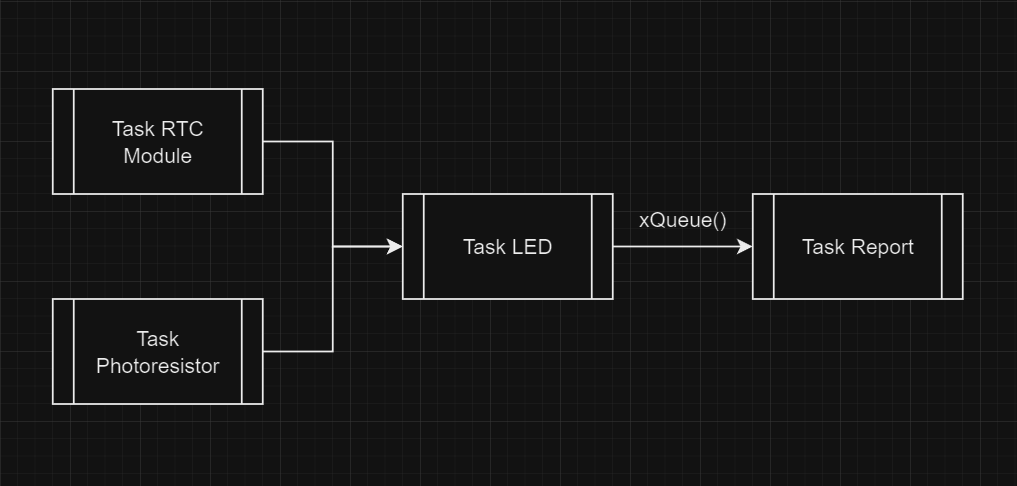 Task RTC
Module
Task
Photoresistor
Task LED
xQueue()
Task Report